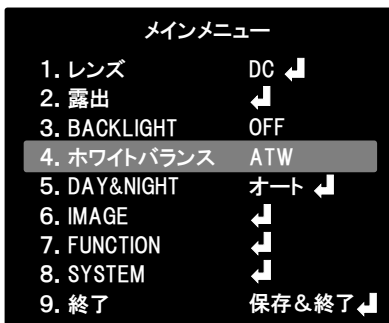 メインメニュー
1. レンズ DC ↲
2. 露出 ↲
3. BACKLIGHT OFF
4. ホワイトバランス ATW
5. DAY&NIGHT オート ↲
6. IMAGE ↲
7. FUNCTION ↲
8. SYSTEM ↲
9. 終了 保存&終了↲